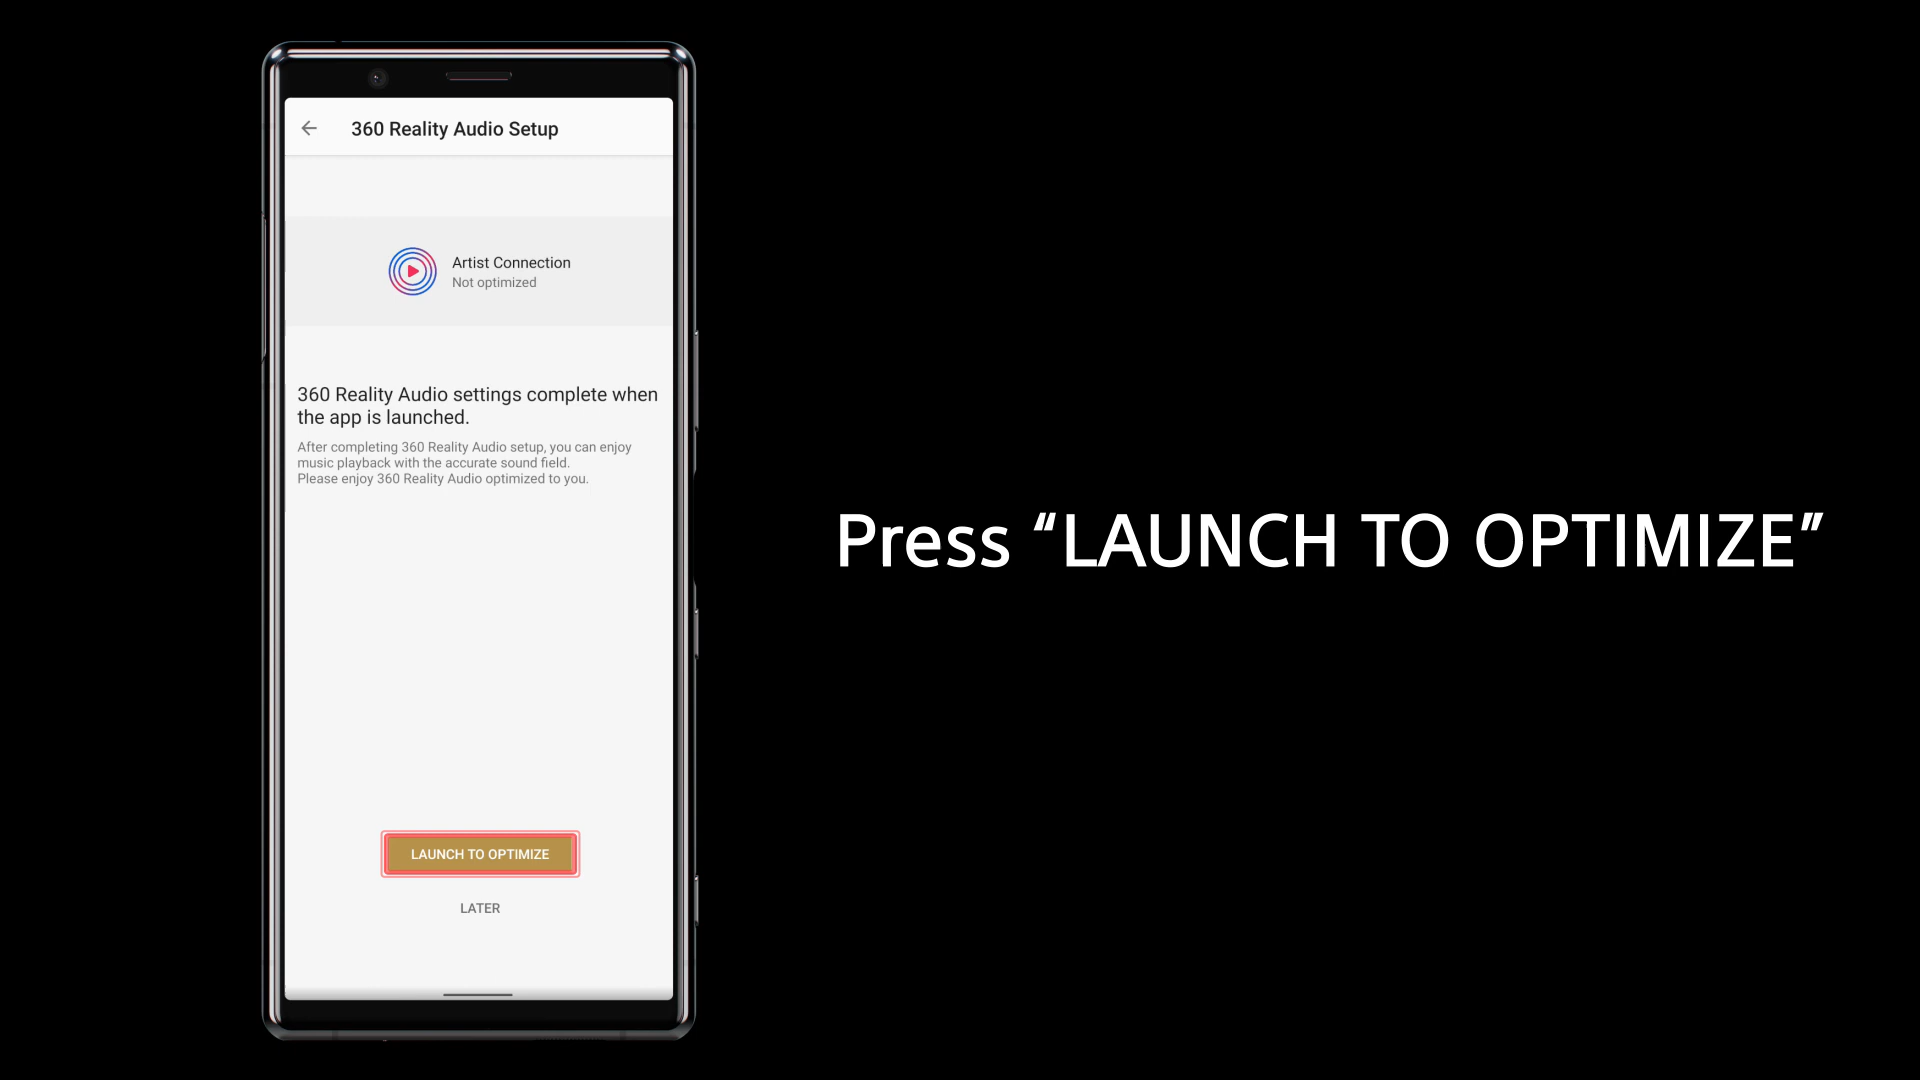 360 Reality Audio Setup
Artist Connection
Not optimized
360 Reality Audio settings complete when
the app is launched.
After completing 360 Reality Audio setup, you can enjoy
music playback with the accurate sound field.
Please enjoy 360 Reality Audio optimized to you.
LAUNCH TO OPTIMIZE
LATER
Press “LAUNCH TO OPTIMIZE”